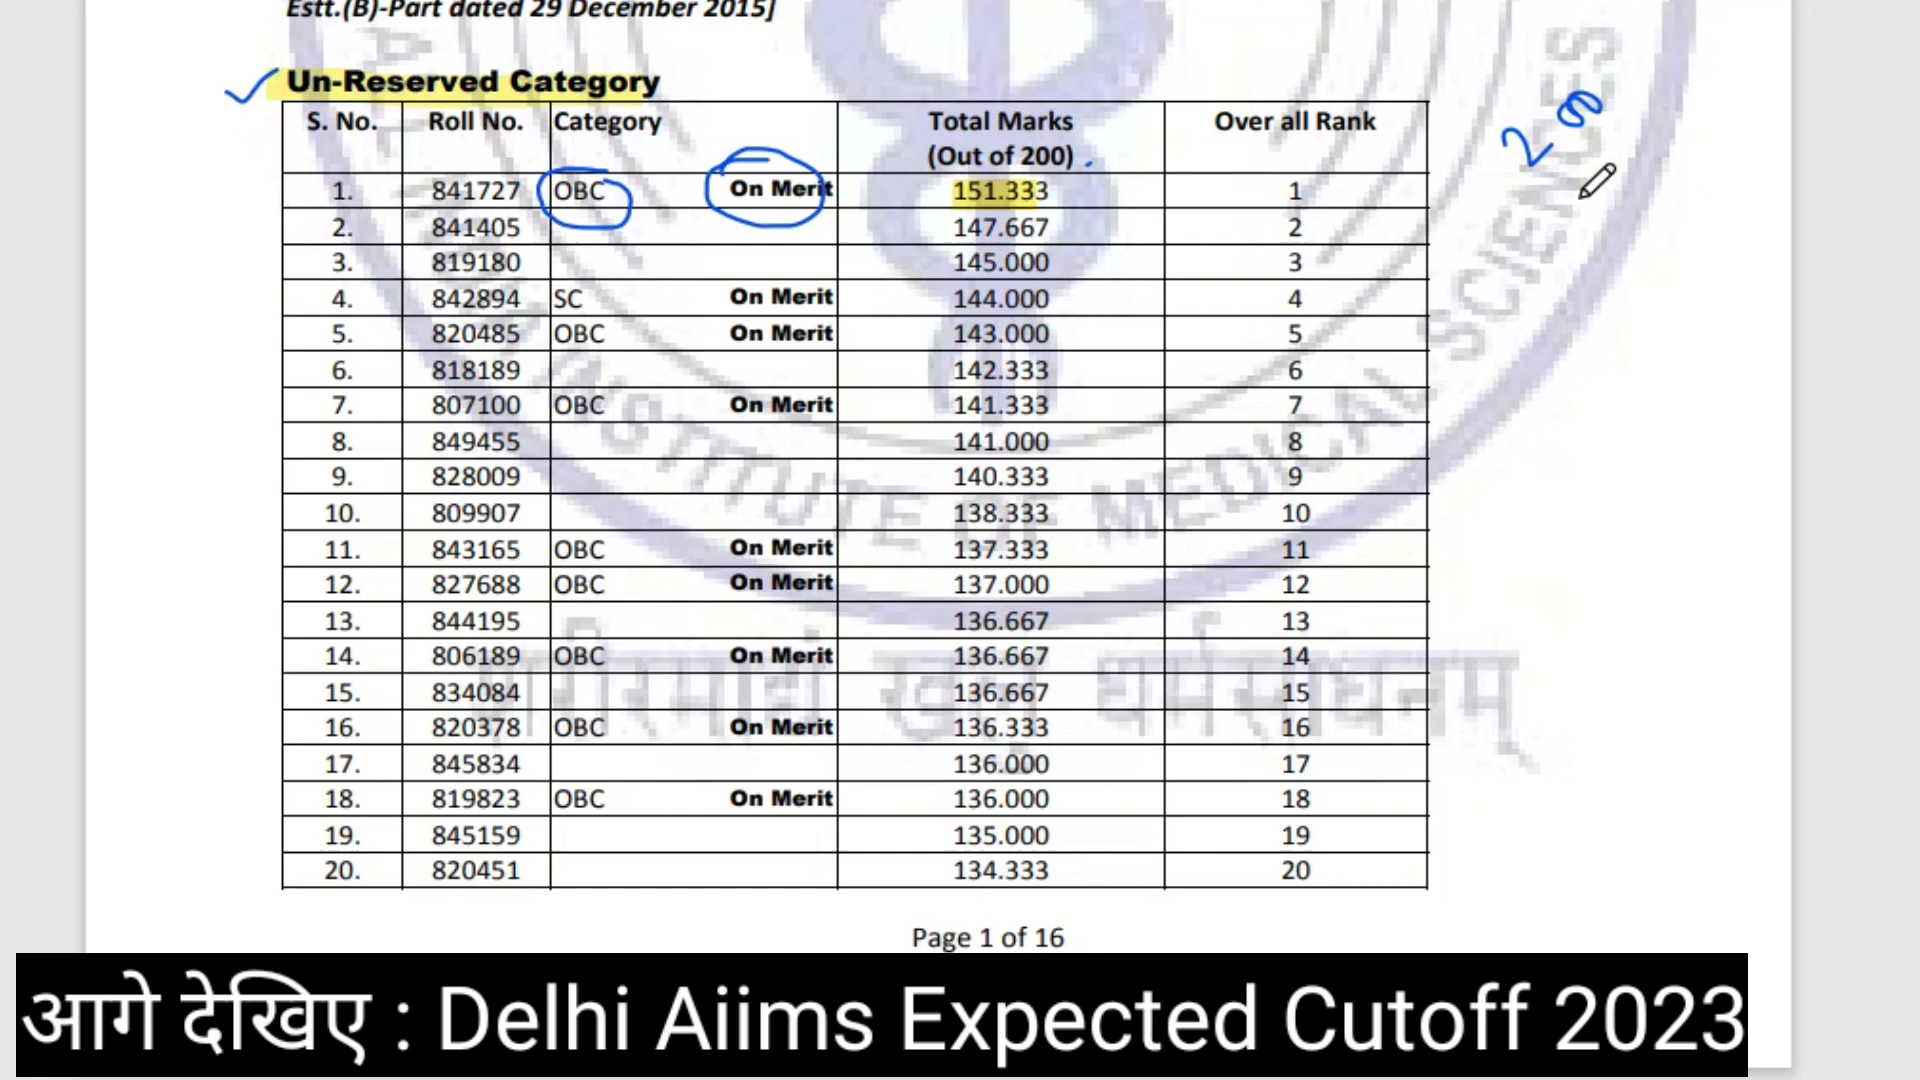 Estt.(B)-Part dated 29 December 2015]
Un-Reserved Category
S. No. Roll No. Category Total Marks (Out of 200) Over all Rank
1. 841727 OBC On Merit 151.333 1
2. 841405 147.667 2
3. 819180 145.000 3
4. 842894 SC On Merit 144.000 4
5. 820485 OBC On Merit 143.000 5
6. 818189 142.333 6
7. 807100 OBC On Merit 141.333 7
8. 849455 141.000 8
9. 828009 140.333 9
10. 809907 138.333 10
11. 843165 OBC On Merit 137.333 11
12. 827688 OBC On Merit 137.000 12
13. 844195 136.667 13
14. 806189 OBC On Merit 136.667 14
15. 834084 136.667 15
16. 820378 OBC On Merit 136.333 16
17. 845834 136.000 17
18. 819823 OBC On Merit 136.000 18
19. 845159 135.000 19
20. 820451 134.333 20
200
INSTITUTE OF MEDICAL SCIENCES
Page 1 of 16
आगे देखिए : Delhi Aiims Expected Cutoff 2023